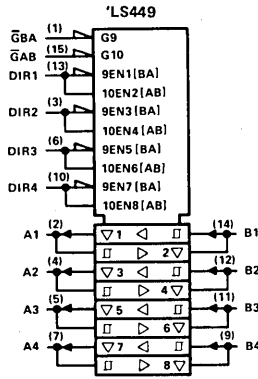 'LS449
G̅BA (1) G9
G̅AB (15) G10
DIR1 (13) 9EN1[BA]
10EN2[AB]
DIR2 (3) 9EN3[BA]
10EN4[AB]
DIR3 (6) 9EN5[BA]
10EN6[AB]
DIR4 (10) 9EN7[BA]
10EN8[AB]
A1 (2) ▽1 ◁ (14) B1
▷ 2▽
A2 (4) ▽3 ◁ (12) B2
▷ 4▽
A3 (5) ▽5 ◁ (11) B3
▷ 6▽
A4 (7) ▽7 ◁ (9) B4
▷ 8▽